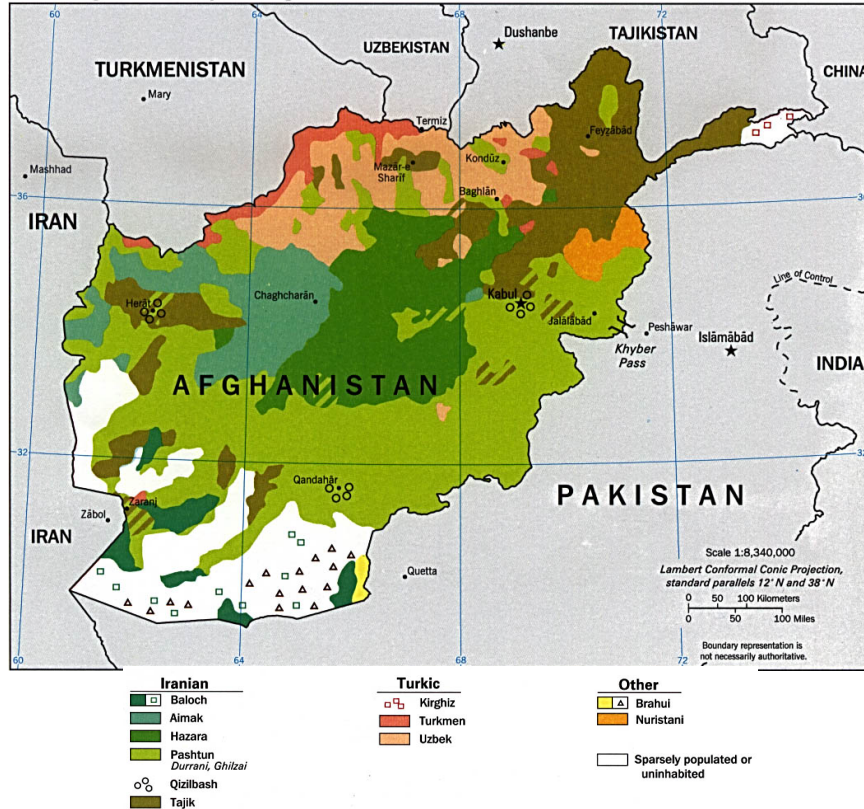 60
64
68
72
Dushanbe
TAJIKISTAN
UZBEKISTAN
CHINA
TURKMENISTAN
Mary
Termiz
Feyẕābād
Mashhad
Mazār-e
Sharīf
Kondūz
36
Baghlān
36
IRAN
Line of Control
Chaghcharān
Kabul
Herāt
Jalālābād
Peshāwar
Islāmābād
Khyber
Pass
INDIA
AFGHANISTAN
32
32
Qandahār
Zaranj
Zābol
PAKISTAN
IRAN
Quetta
Scale 1:8,340,000
Lambert Conformal Conic Projection,
standard parallels 12°N and 38°N
0 50 100 Kilometers
0 50 100 Miles
Boundary representation is
not necessarily authoritative.
60
64
68
72
Iranian
Baloch
Aimak
Hazara
Pashtun
Durrani, Ghilzai
Qizilbash
Tajik
Turkic
Kirghiz
Turkmen
Uzbek
Other
Brahui
Nuristani
Sparsely populated or
uninhabited